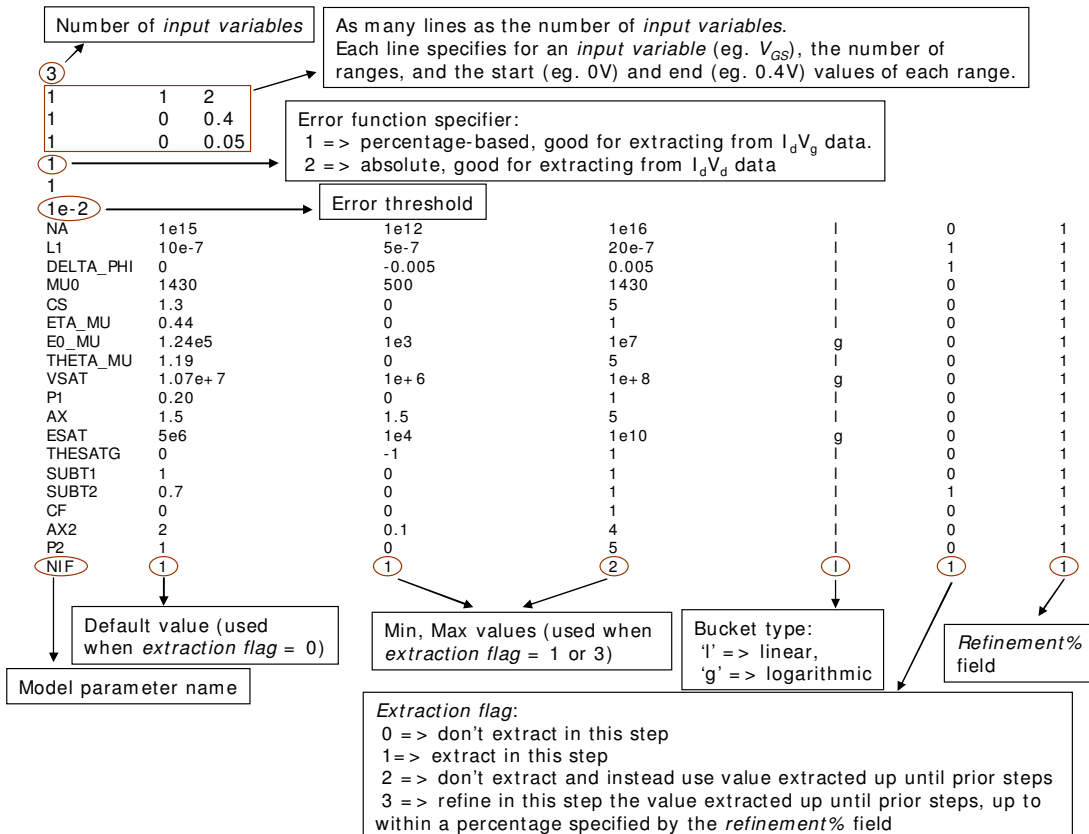 Number of input variables
As many lines as the number of input variables.
Each line specifies for an input variable (eg. VGS), the number of
ranges, and the start (eg. 0V) and end (eg. 0.4V) values of each range.
3
1 1 2
1 0 0.4
1 0 0.05
Error function specifier:
1 => percentage-based, good for extracting from IdVg data.
2 => absolute, good for extracting from IdVd data
1
1
1e-2
Error threshold
NA 1e15 1e12 1e16 l 0 1
L1 10e-7 5e-7 20e-7 l 1 1
DELTA_PHI 0 -0.005 0.005 l 1 1
MU0 1430 500 1430 l 0 1
CS 1.3 0 5 l 0 1
ETA_MU 0.44 0 1 l 0 1
E0_MU 1.24e5 1e3 1e7 g 0 1
THETA_MU 1.19 0 5 l 0 1
VSAT 1.07e+7 1e+6 1e+8 g 0 1
P1 0.20 0 1 l 0 1
AX 1.5 1.5 5 l 0 1
ESAT 5e6 1e4 1e10 g 0 1
THESATG 0 -1 1 l 0 1
SUBT1 1 0 1 l 0 1
SUBT2 0.7 0 1 l 1 1
CF 0 0 1 l 0 1
AX2 2 0.1 4 l 0 1
P2 1 0 5 l 0 1
NIF 1 1 2 l 1 1
Default value (used
when extraction flag = 0)
Min, Max values (used when
extraction flag = 1 or 3)
Bucket type:
'l' => linear,
'g' => logarithmic
Refinement%
field
Model parameter name
Extraction flag:
0 => don't extract in this step
1=> extract in this step
2 => don't extract and instead use value extracted up until prior steps
3 => refine in this step the value extracted up until prior steps, up to
within a percentage specified by the refinement% field